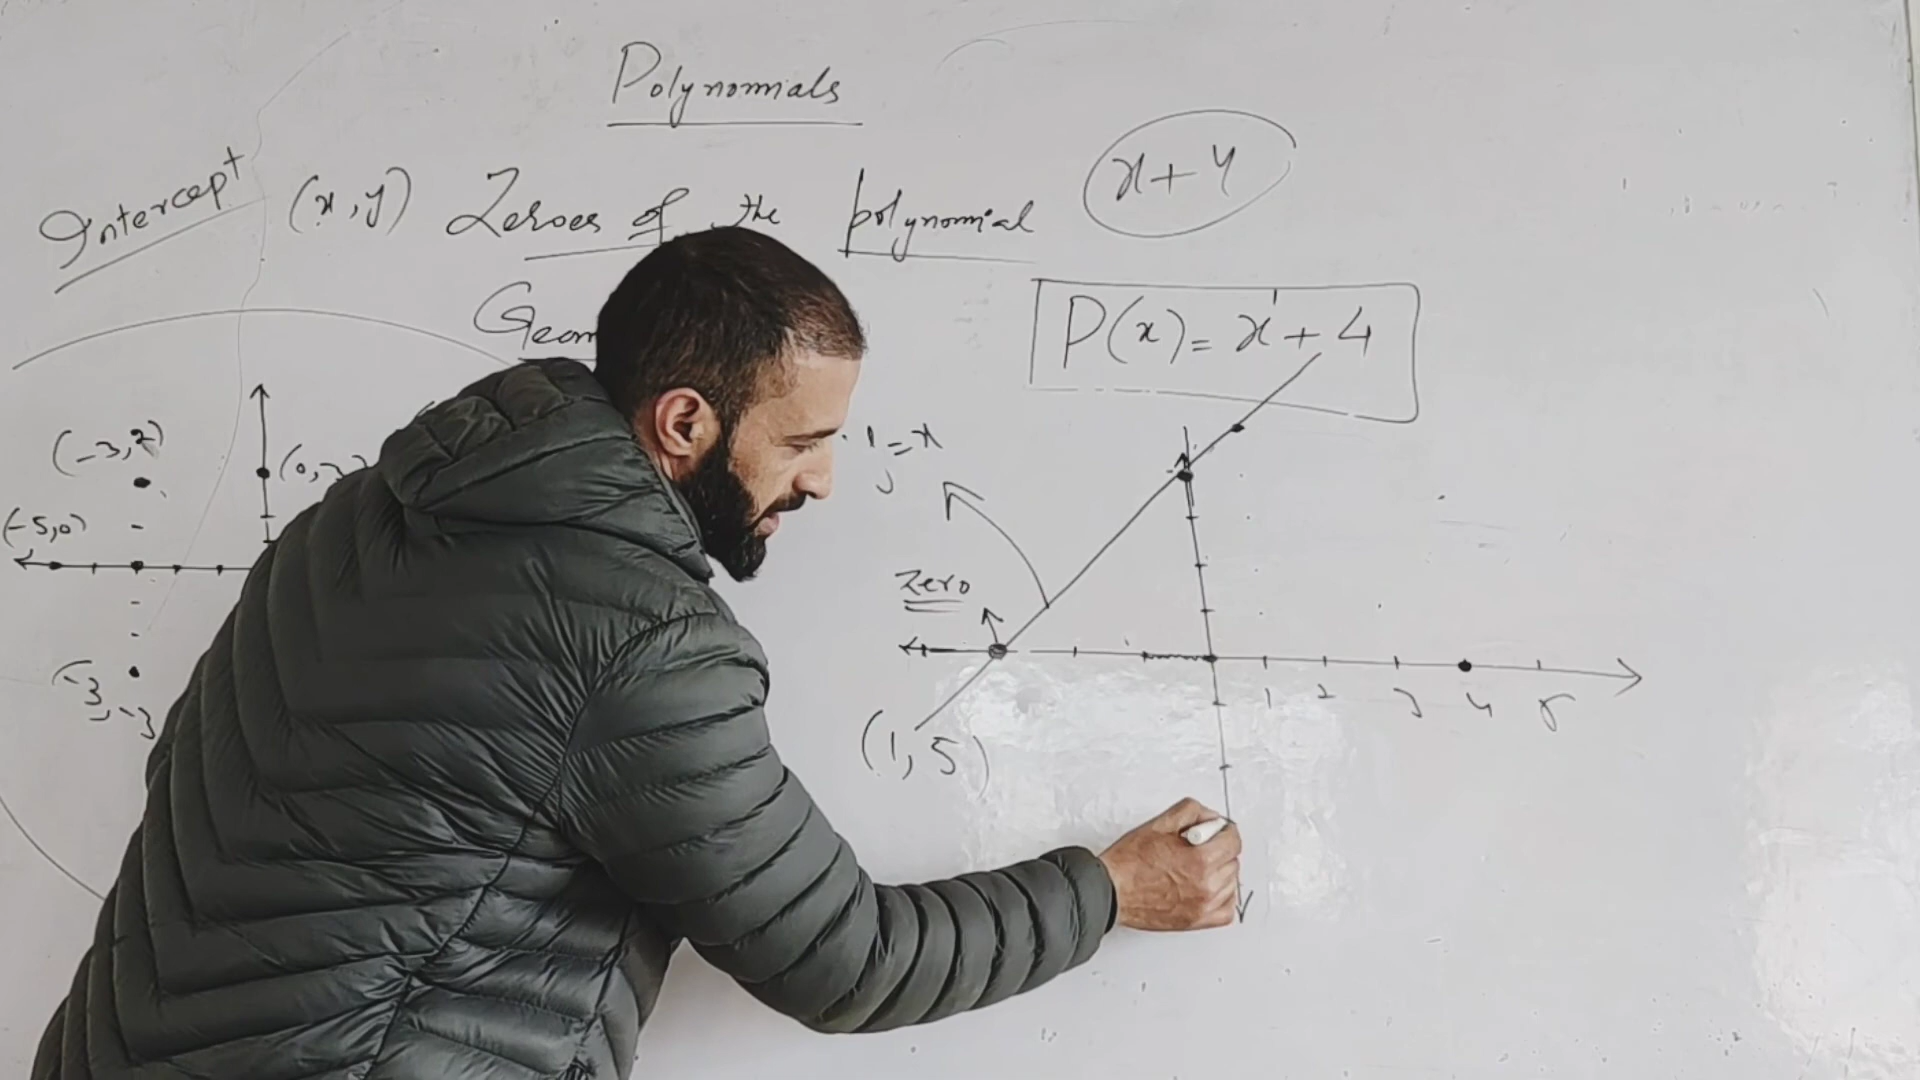 Polynomials
Intercept (x,y) Zeroes of the polynomial x+4
Geom
P(x)= x¹+4
(-3,2)
(0,
y=x
(-5,0)
Zero
1 2 3 4 5
(-3,-3
(1,5)